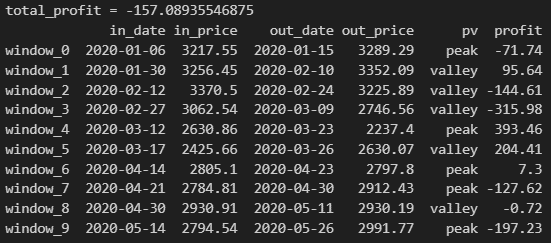 total_profit = -157.08935546875
in_date in_price out_date out_price pv profit
window_0 2020-01-06 3217.55 2020-01-15 3289.29 peak -71.74
window_1 2020-01-30 3256.45 2020-02-10 3352.09 valley 95.64
window_2 2020-02-12 3370.5 2020-02-24 3225.89 valley -144.61
window_3 2020-02-27 3062.54 2020-03-09 2746.56 valley -315.98
window_4 2020-03-12 2630.86 2020-03-23 2237.4 peak 393.46
window_5 2020-03-17 2425.66 2020-03-26 2630.07 valley 204.41
window_6 2020-04-14 2805.1 2020-04-23 2797.8 peak 7.3
window_7 2020-04-21 2784.81 2020-04-30 2912.43 peak -127.62
window_8 2020-04-30 2930.91 2020-05-11 2930.19 valley -0.72
window_9 2020-05-14 2794.54 2020-05-26 2991.77 peak -197.23